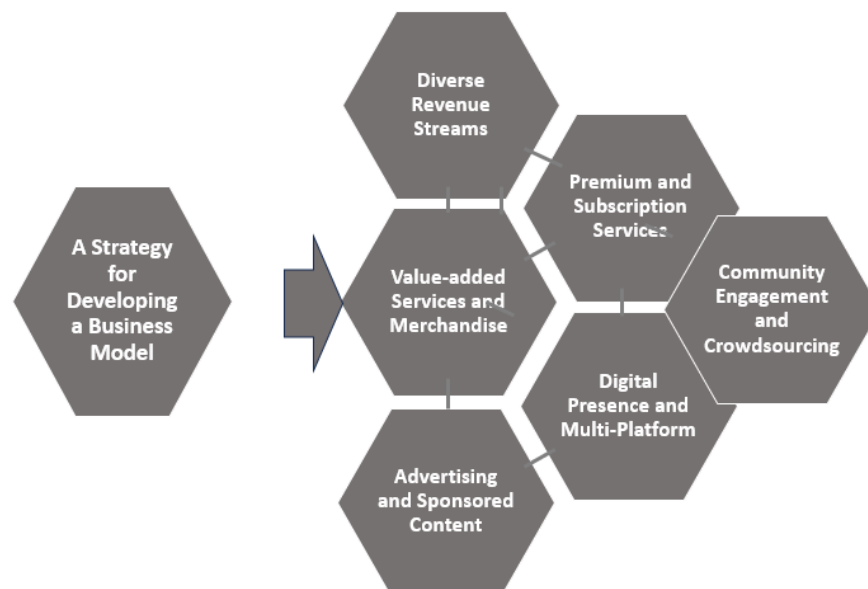 A Strategy
for
Developing
a Business
Model
Diverse
Revenue
Streams
Premium and
Subscription
Services
Value-added
Services and
Merchandise
Community
Engagement
and
Crowdsourcing
Digital
Presence and
Multi-Platform
Advertising
and Sponsored
Content